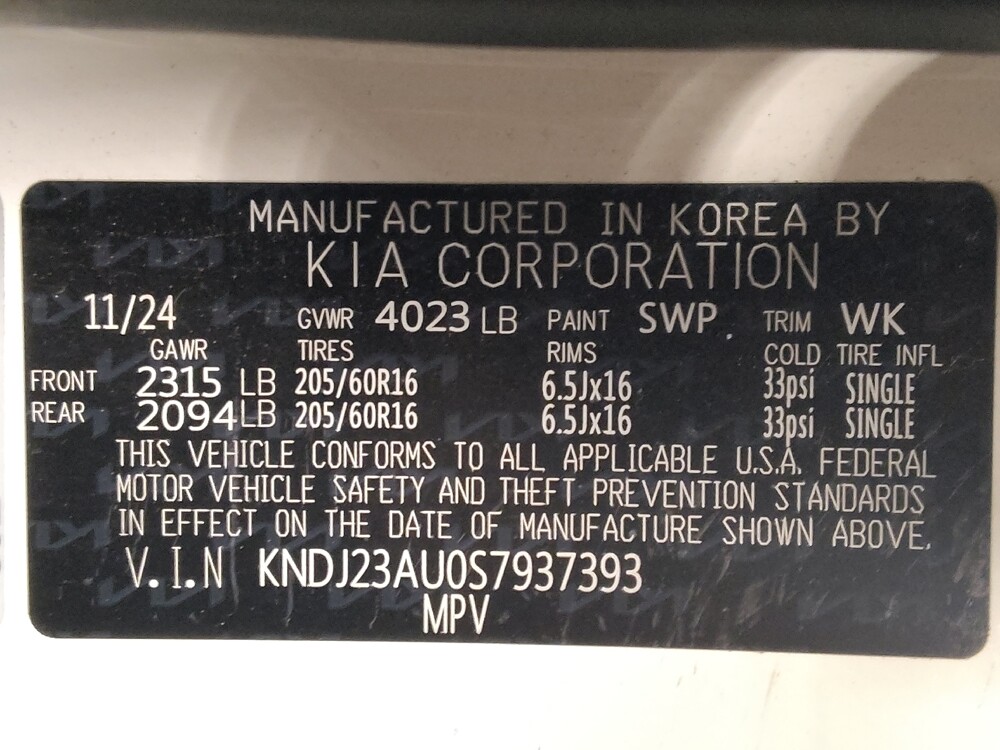 MANUFACTURED IN KOREA BY
KIA CORPORATION
11/24 GVWR 4023 LB PAINT SWP TRIM WK
GAWR TIRES RIMS COLD TIRE INFL
FRONT 2315 LB 205/60R16 6.5Jx16 33psi SINGLE
REAR 2094 LB 205/60R16 6.5Jx16 33psi SINGLE
THIS VEHICLE CONFORMS TO ALL APPLICABLE U.S.A. FEDERAL
MOTOR VEHICLE SAFETY AND THEFT PREVENTION STANDARDS
IN EFFECT ON THE DATE OF MANUFACTURE SHOWN ABOVE.
V.I.N KNDJ23AU0S7937393
MPV